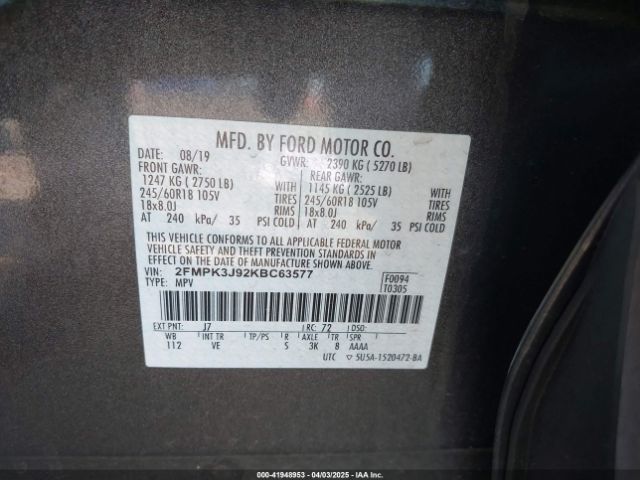 MFD. BY FORD MOTOR CO.
DATE: 08/19 GVWR: 2390 KG ( 5270 LB)
FRONT GAWR: REAR GAWR:
1247 KG ( 2750 LB) WITH 1145 KG ( 2525 LB) WITH
245/60R18 105V TIRES 245/60R18 105V TIRES
18x8.0J RIMS 18x8.0J RIMS
AT 240 kPa/ 35 PSI COLD AT 240 kPa/ 35 PSI COLD
THIS VEHICLE CONFORMS TO ALL APPLICABLE FEDERAL MOTOR
VEHICLE SAFETY AND THEFT PREVENTION STANDARDS IN
EFFECT ON THE DATE OF MANUFACTURE SHOWN ABOVE.
VIN: 2FMPK3J92KBC63577 F0094
TYPE: MPV T0305
EXT PNT: J7 RC: 72 DSO:
WB INT TR TP/PS R AXLE TR SPR
112 VE S 3K 8 AAAA
UTC ▽ 5U5A-1520472-BA
00-41948953 - 04/03/2025 - Copyright © IAA, LLC